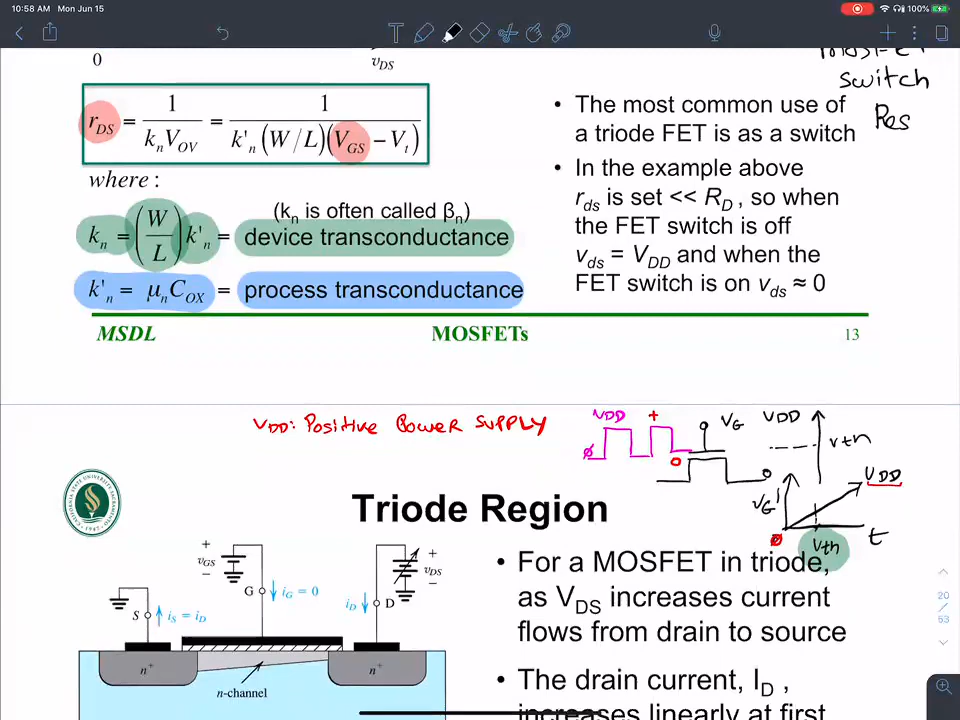 10:58 AM Mon Jun 15
100%
0
vDS
MOSFET
switch
Res
rDS = 1 / knVOV = 1 / k'n (W/L)(VGS – Vt)
where :
kn = (W/L) k'n = device transconductance
(kn is often called βn)
k'n = μnCOX = process transconductance
• The most common use of
a triode FET is as a switch
• In the example above
rds is set << RD , so when
the FET switch is off
vds = VDD and when the
FET switch is on vds ≈ 0
MSDL
MOSFETs
13
VDD: Positive Power SUPPLY
VDD
+
VG
VDD
vth
0
VG
VDD
Vth
t
Triode Region
• For a MOSFET in triode,
as VDS increases current
flows from drain to source
• The drain current, ID ,
increases linearly at first
+
vGS
–
G
iG = 0
+
vDS
–
iD
D
S
iS = iD
n+
n+
n-channel
20
/
53